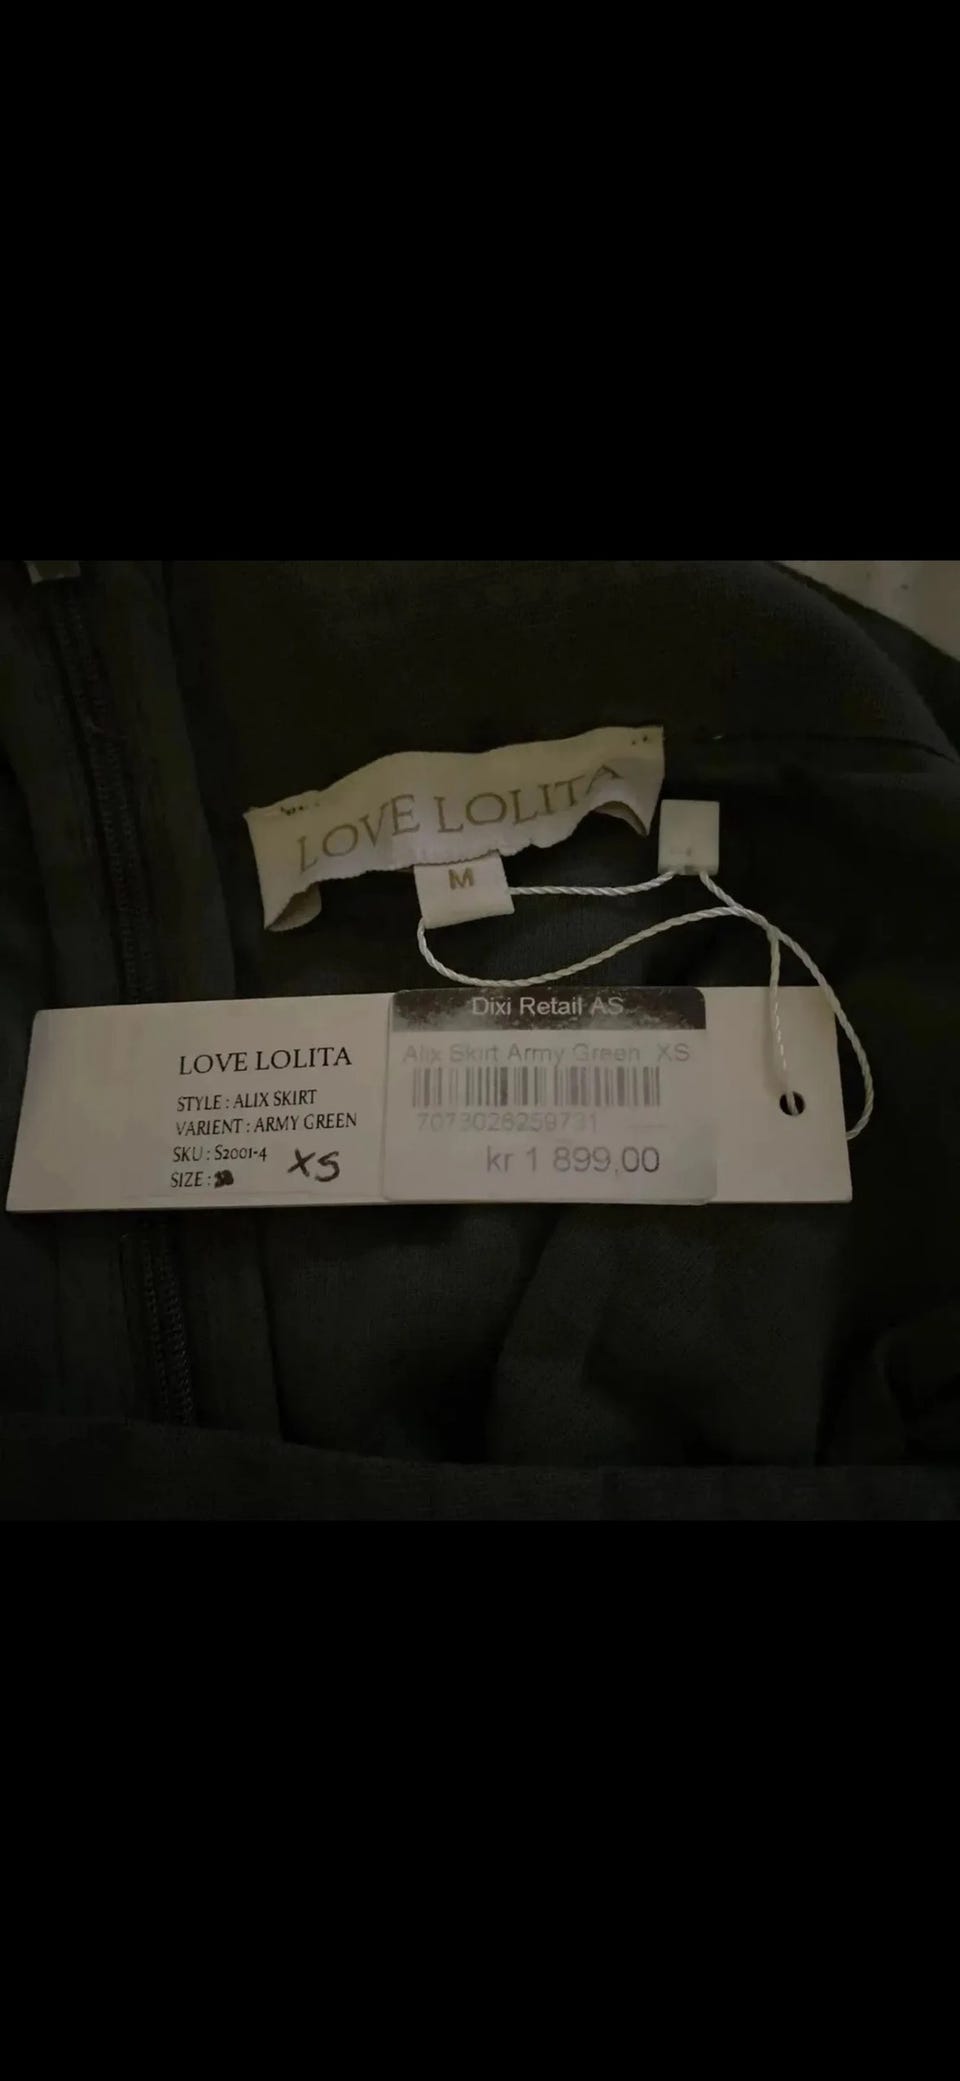 LOVE LOLITA
M
Dixi Retail AS
Alix Skirt Army Green XS
7073026259731
kr 1 899,00
LOVE LOLITA
STYLE : ALIX SKIRT
VARIENT : ARMY GREEN
SKU : S2001-4
SIZE : XS